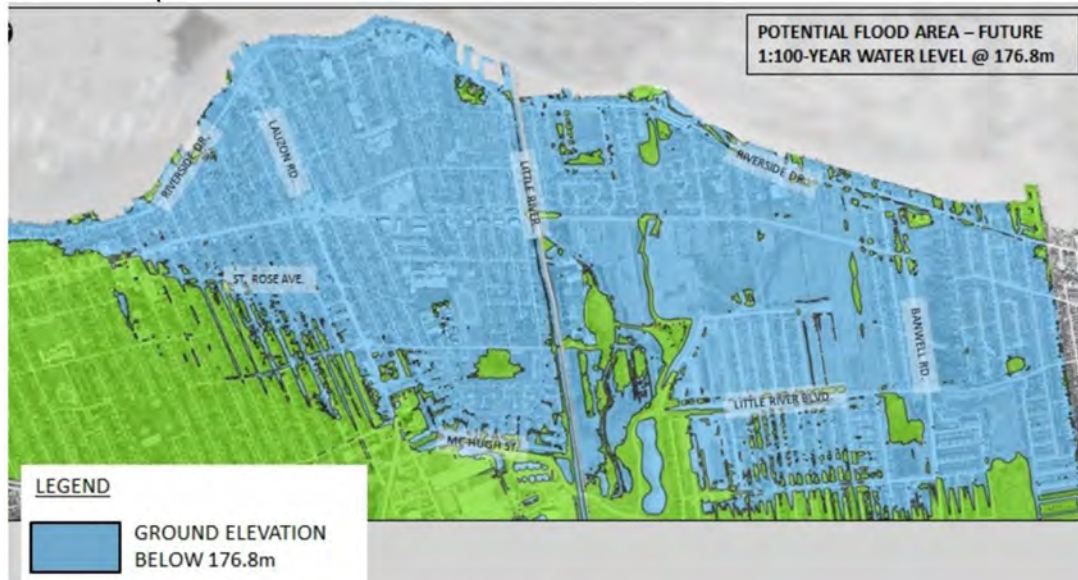 POTENTIAL FLOOD AREA – FUTURE
1:100-YEAR WATER LEVEL @ 176.8m
RIVERSIDE DR.
LAUZON RD
LITTLE RIVER
RIVERSIDE DR.
ST. ROSE AVE.
BANWELL RD.
LITTLE RIVER BLVD
MC HUGH ST.
LEGEND
GROUND ELEVATION
BELOW 176.8m